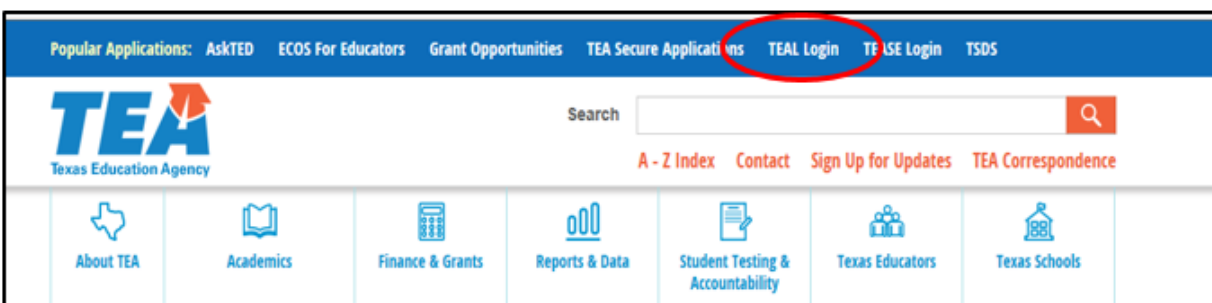 Popular Applications: AskTED ECOS For Educators Grant Opportunities TEA Secure Applications TEAL Login TEASE Login TSDS
TEA
Texas Education Agency
Search
A - Z Index Contact Sign Up for Updates TEA Correspondence
About TEA Academics Finance & Grants Reports & Data Student Testing & Accountability Texas Educators Texas Schools